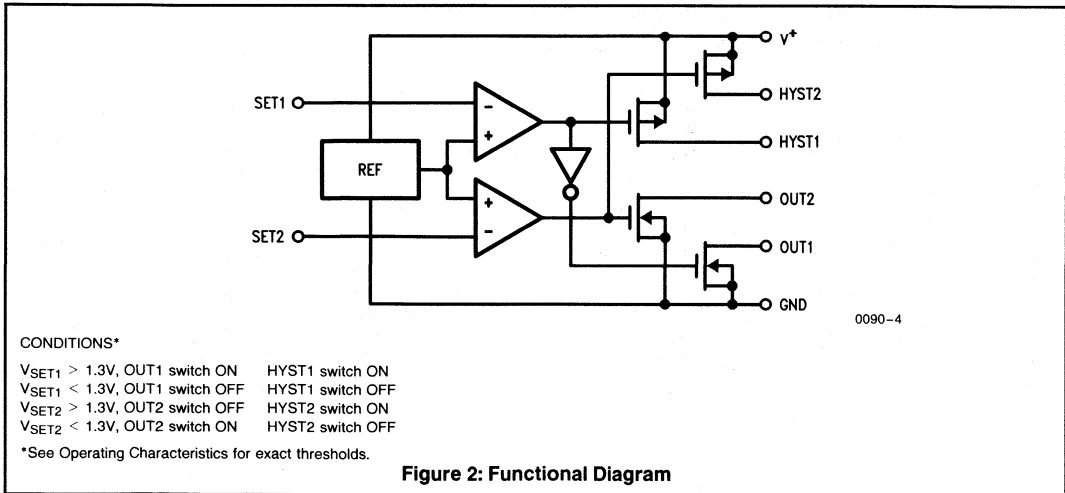 V+
HYST2
SET1
-
+
HYST1
REF
OUT2
+
-
SET2
OUT1
GND
0090-4
CONDITIONS*
VSET1 > 1.3V, OUT1 switch ON HYST1 switch ON
VSET1 < 1.3V, OUT1 switch OFF HYST1 switch OFF
VSET2 > 1.3V, OUT2 switch OFF HYST2 switch ON
VSET2 < 1.3V, OUT2 switch ON HYST2 switch OFF
*See Operating Characteristics for exact thresholds.
Figure 2: Functional Diagram